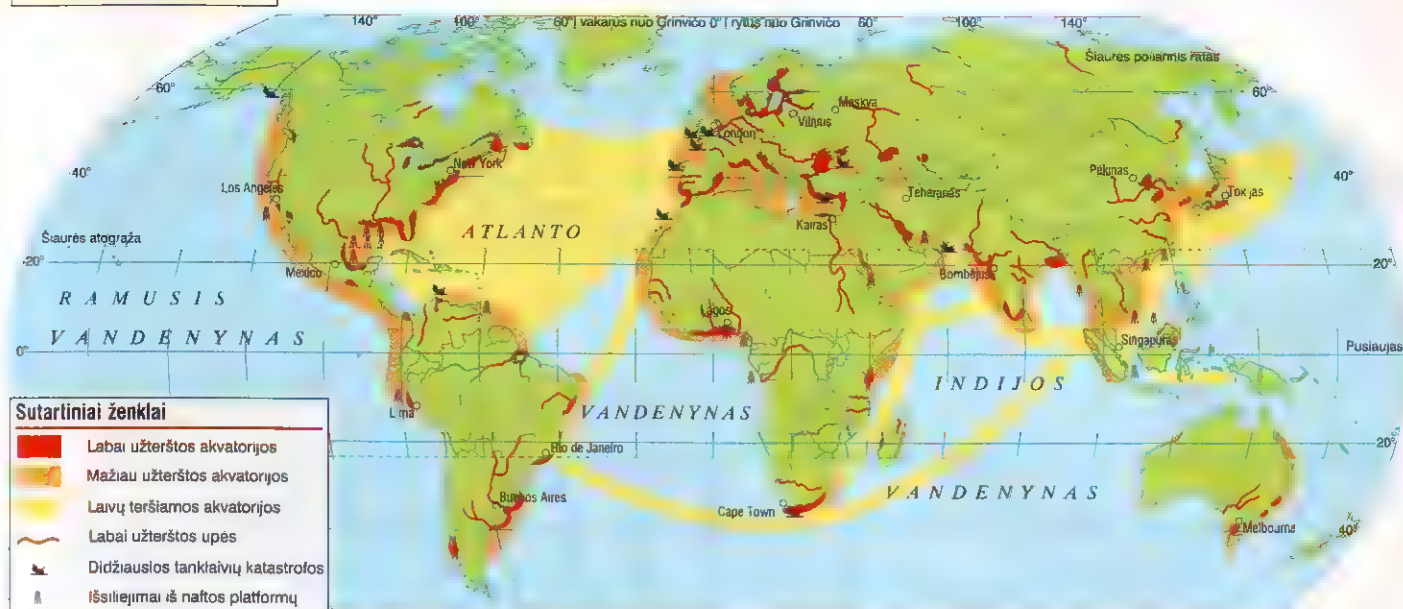 140° 100° 60° Į vakarus nuo Grinvičo 0° Į rytus nuo Grinvičo 60° 100° 140°
Šiaurės poliarinis ratas
60° 60°
Maskva
Vilnius
London
New York
Pekinas
40° 40°
Los Angeles
Teheranas
Tokijas
Kairas
ATLANTO
Šiaurės atogrąža
20° 20°
Mexico
Bombėjus
RAMUSIS
VANDENYNAS
Lagos
Singapūras
0° Pusiaujas
INDIJOS
Lima
VANDENYNAS
20°
Rio de Janeiro
Buenos Aires
Cape Town
VANDENYNAS
Melbourne
40°
Sutartiniai ženklai
Labai užterštos akvatorijos
Mažiau užterštos akvatorijos
Laivų teršiamos akvatorijos
Labai užterštos upės
Didžiausios tanklaivių katastrofos
Išsiliejimai iš naftos platformų